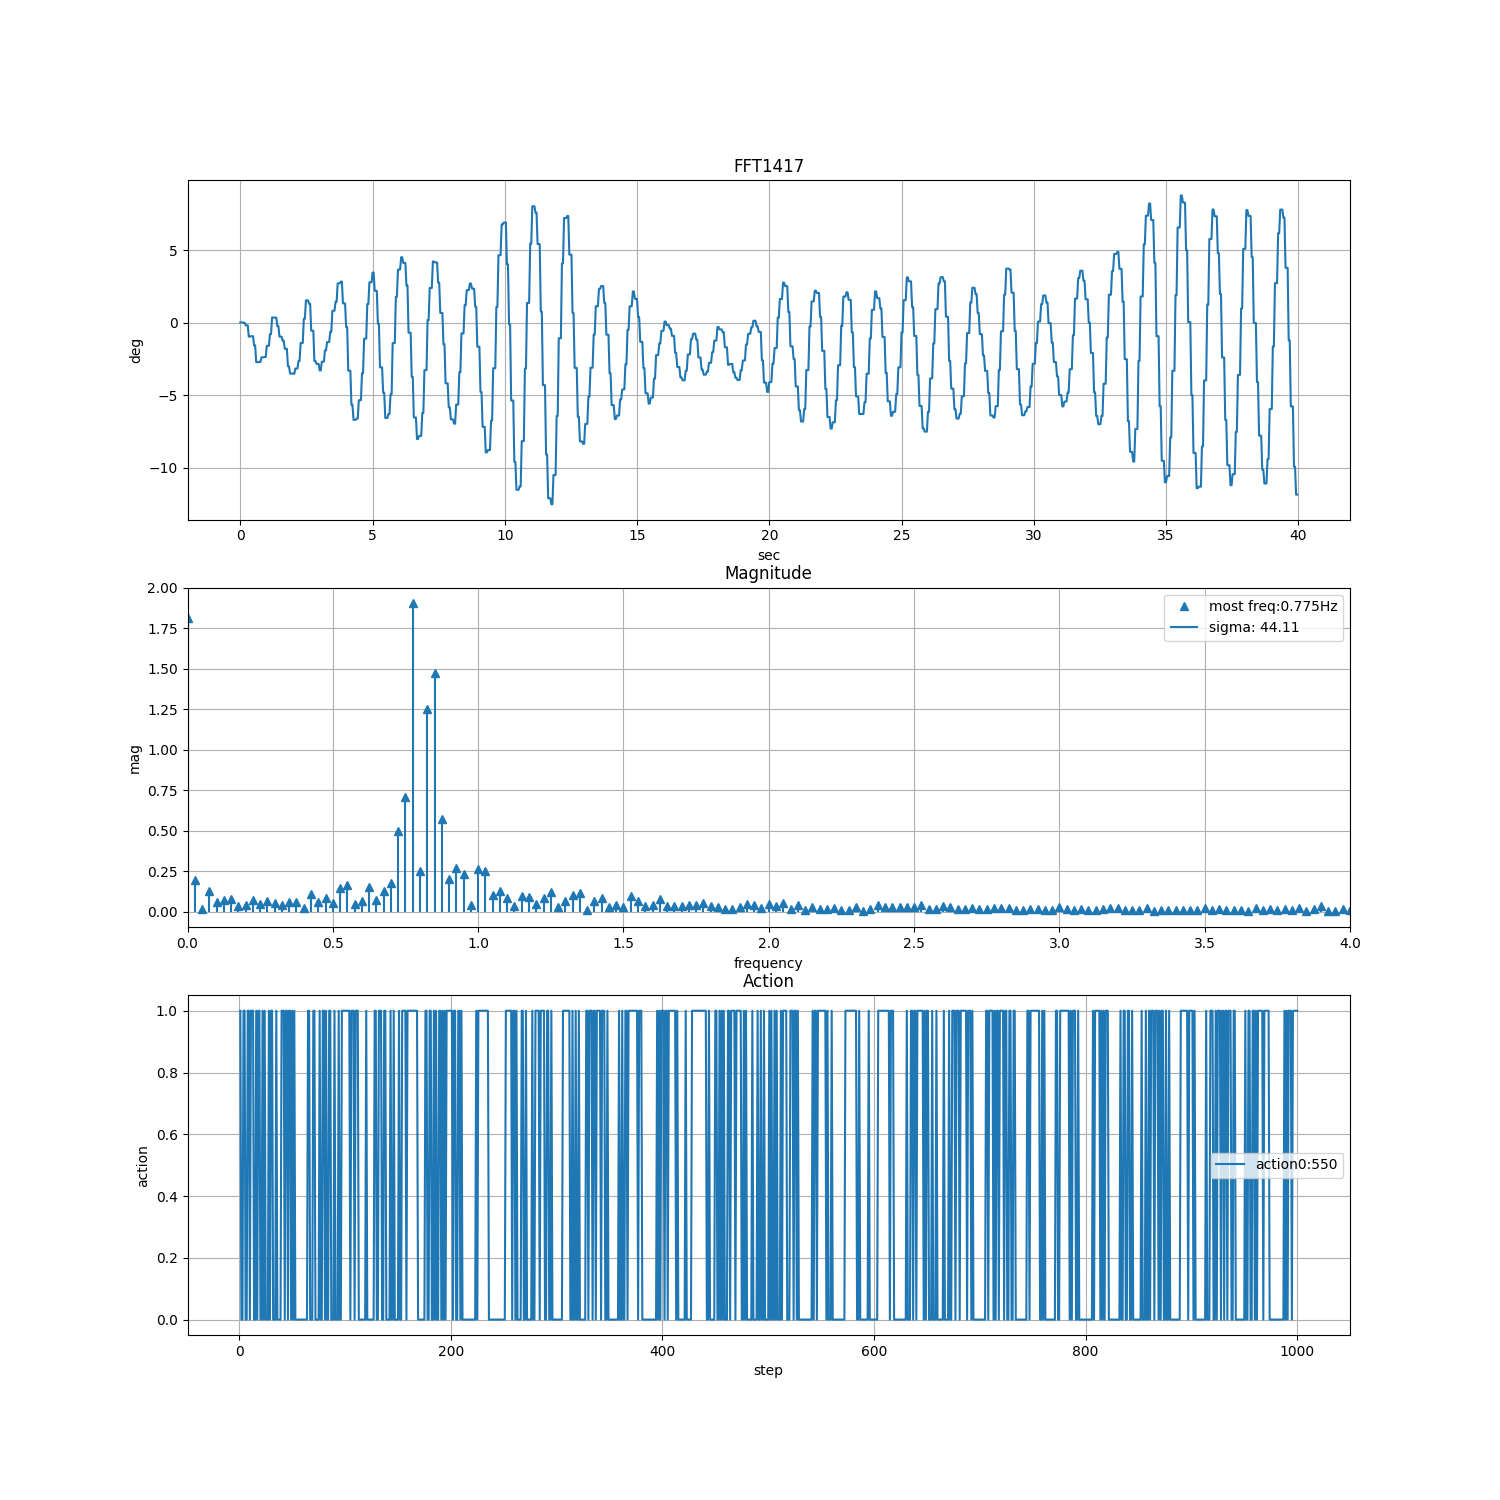 FFT1417
deg
5
0
−5
−10
0 5 10 15 20 25 30 35 40
sec
Magnitude
mag
2.00
1.75
1.50
1.25
1.00
0.75
0.50
0.25
0.00
most freq:0.775Hz
sigma: 44.11
0.0 0.5 1.0 1.5 2.0 2.5 3.0 3.5 4.0
frequency
Action
action
1.0
0.8
0.6
0.4
0.2
0.0
action0:550
0 200 400 600 800 1000
step